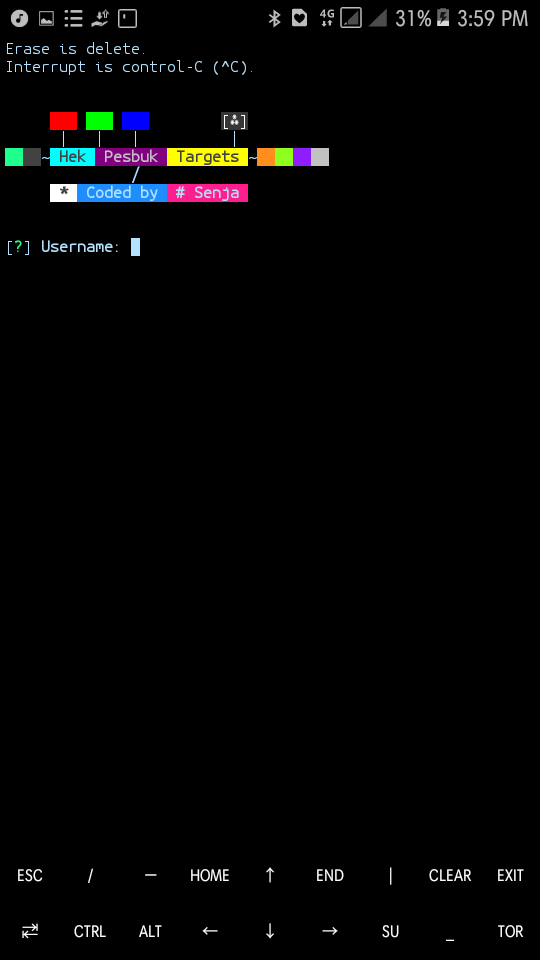 4G 31% 3:59 PM
Erase is delete.
Interrupt is control-C (^C).
~ Hek Pesbuk Targets ~
* Coded by # Senja
[?] Username:
ESC / — HOME ↑ END | CLEAR EXIT
⇄ CTRL ALT ← ↓ → SU _ TOR